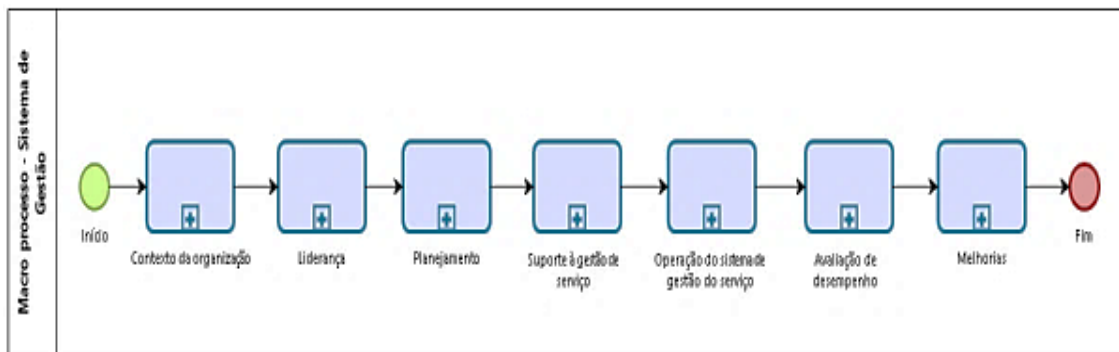 Macro processo - Sistema de
Gestão
Início
Contexto da organização
Liderança
Planejamento
Suporte à gestão de
serviço
Operação do sistema de
gestão do serviço
Avaliação de
desempenho
Melhorias
Fim